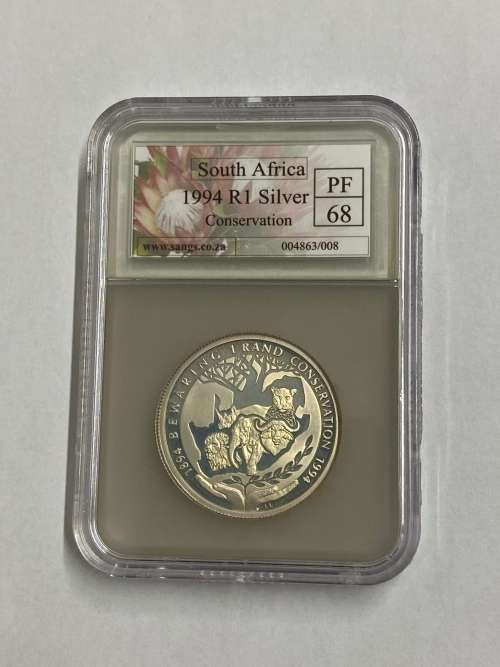 South Africa
1994 R1 Silver
Conservation
PF
68
www.sangs.co.za
004863/008
1894 BEWARING 1 RAND CONSERVATION 1994